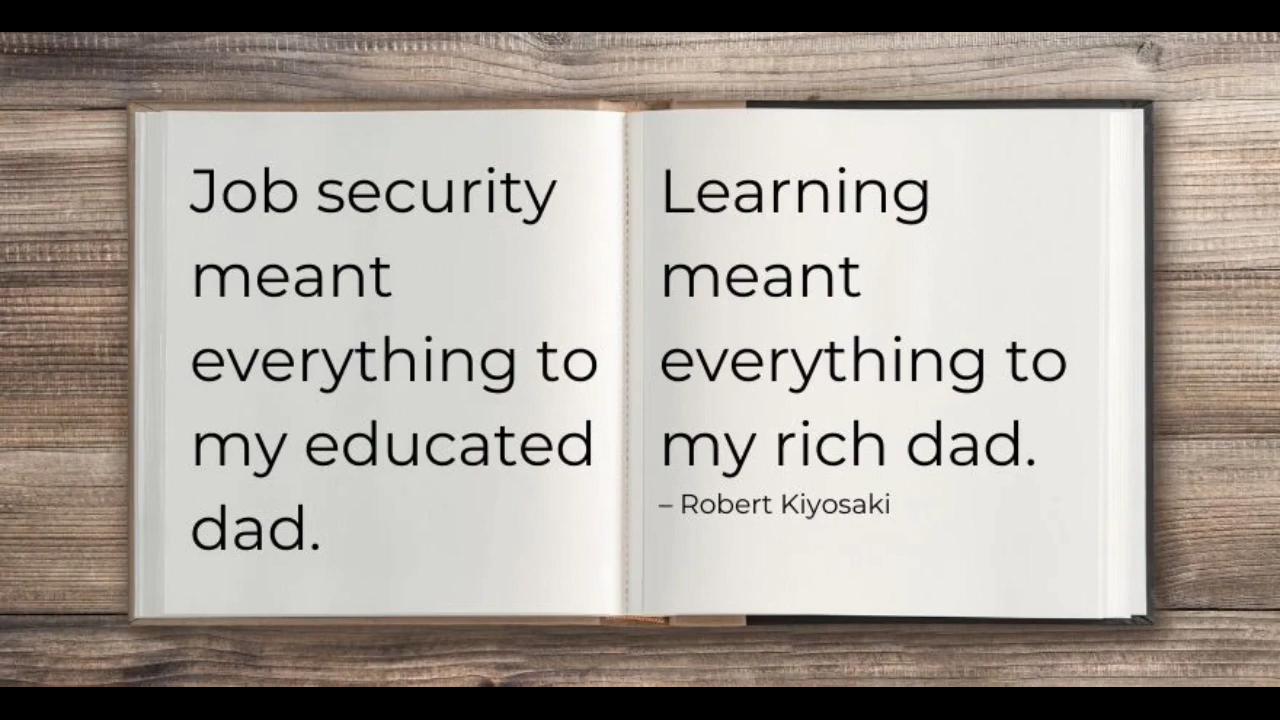 Job security
meant
everything to
my educated
dad.
Learning
meant
everything to
my rich dad.
– Robert Kiyosaki